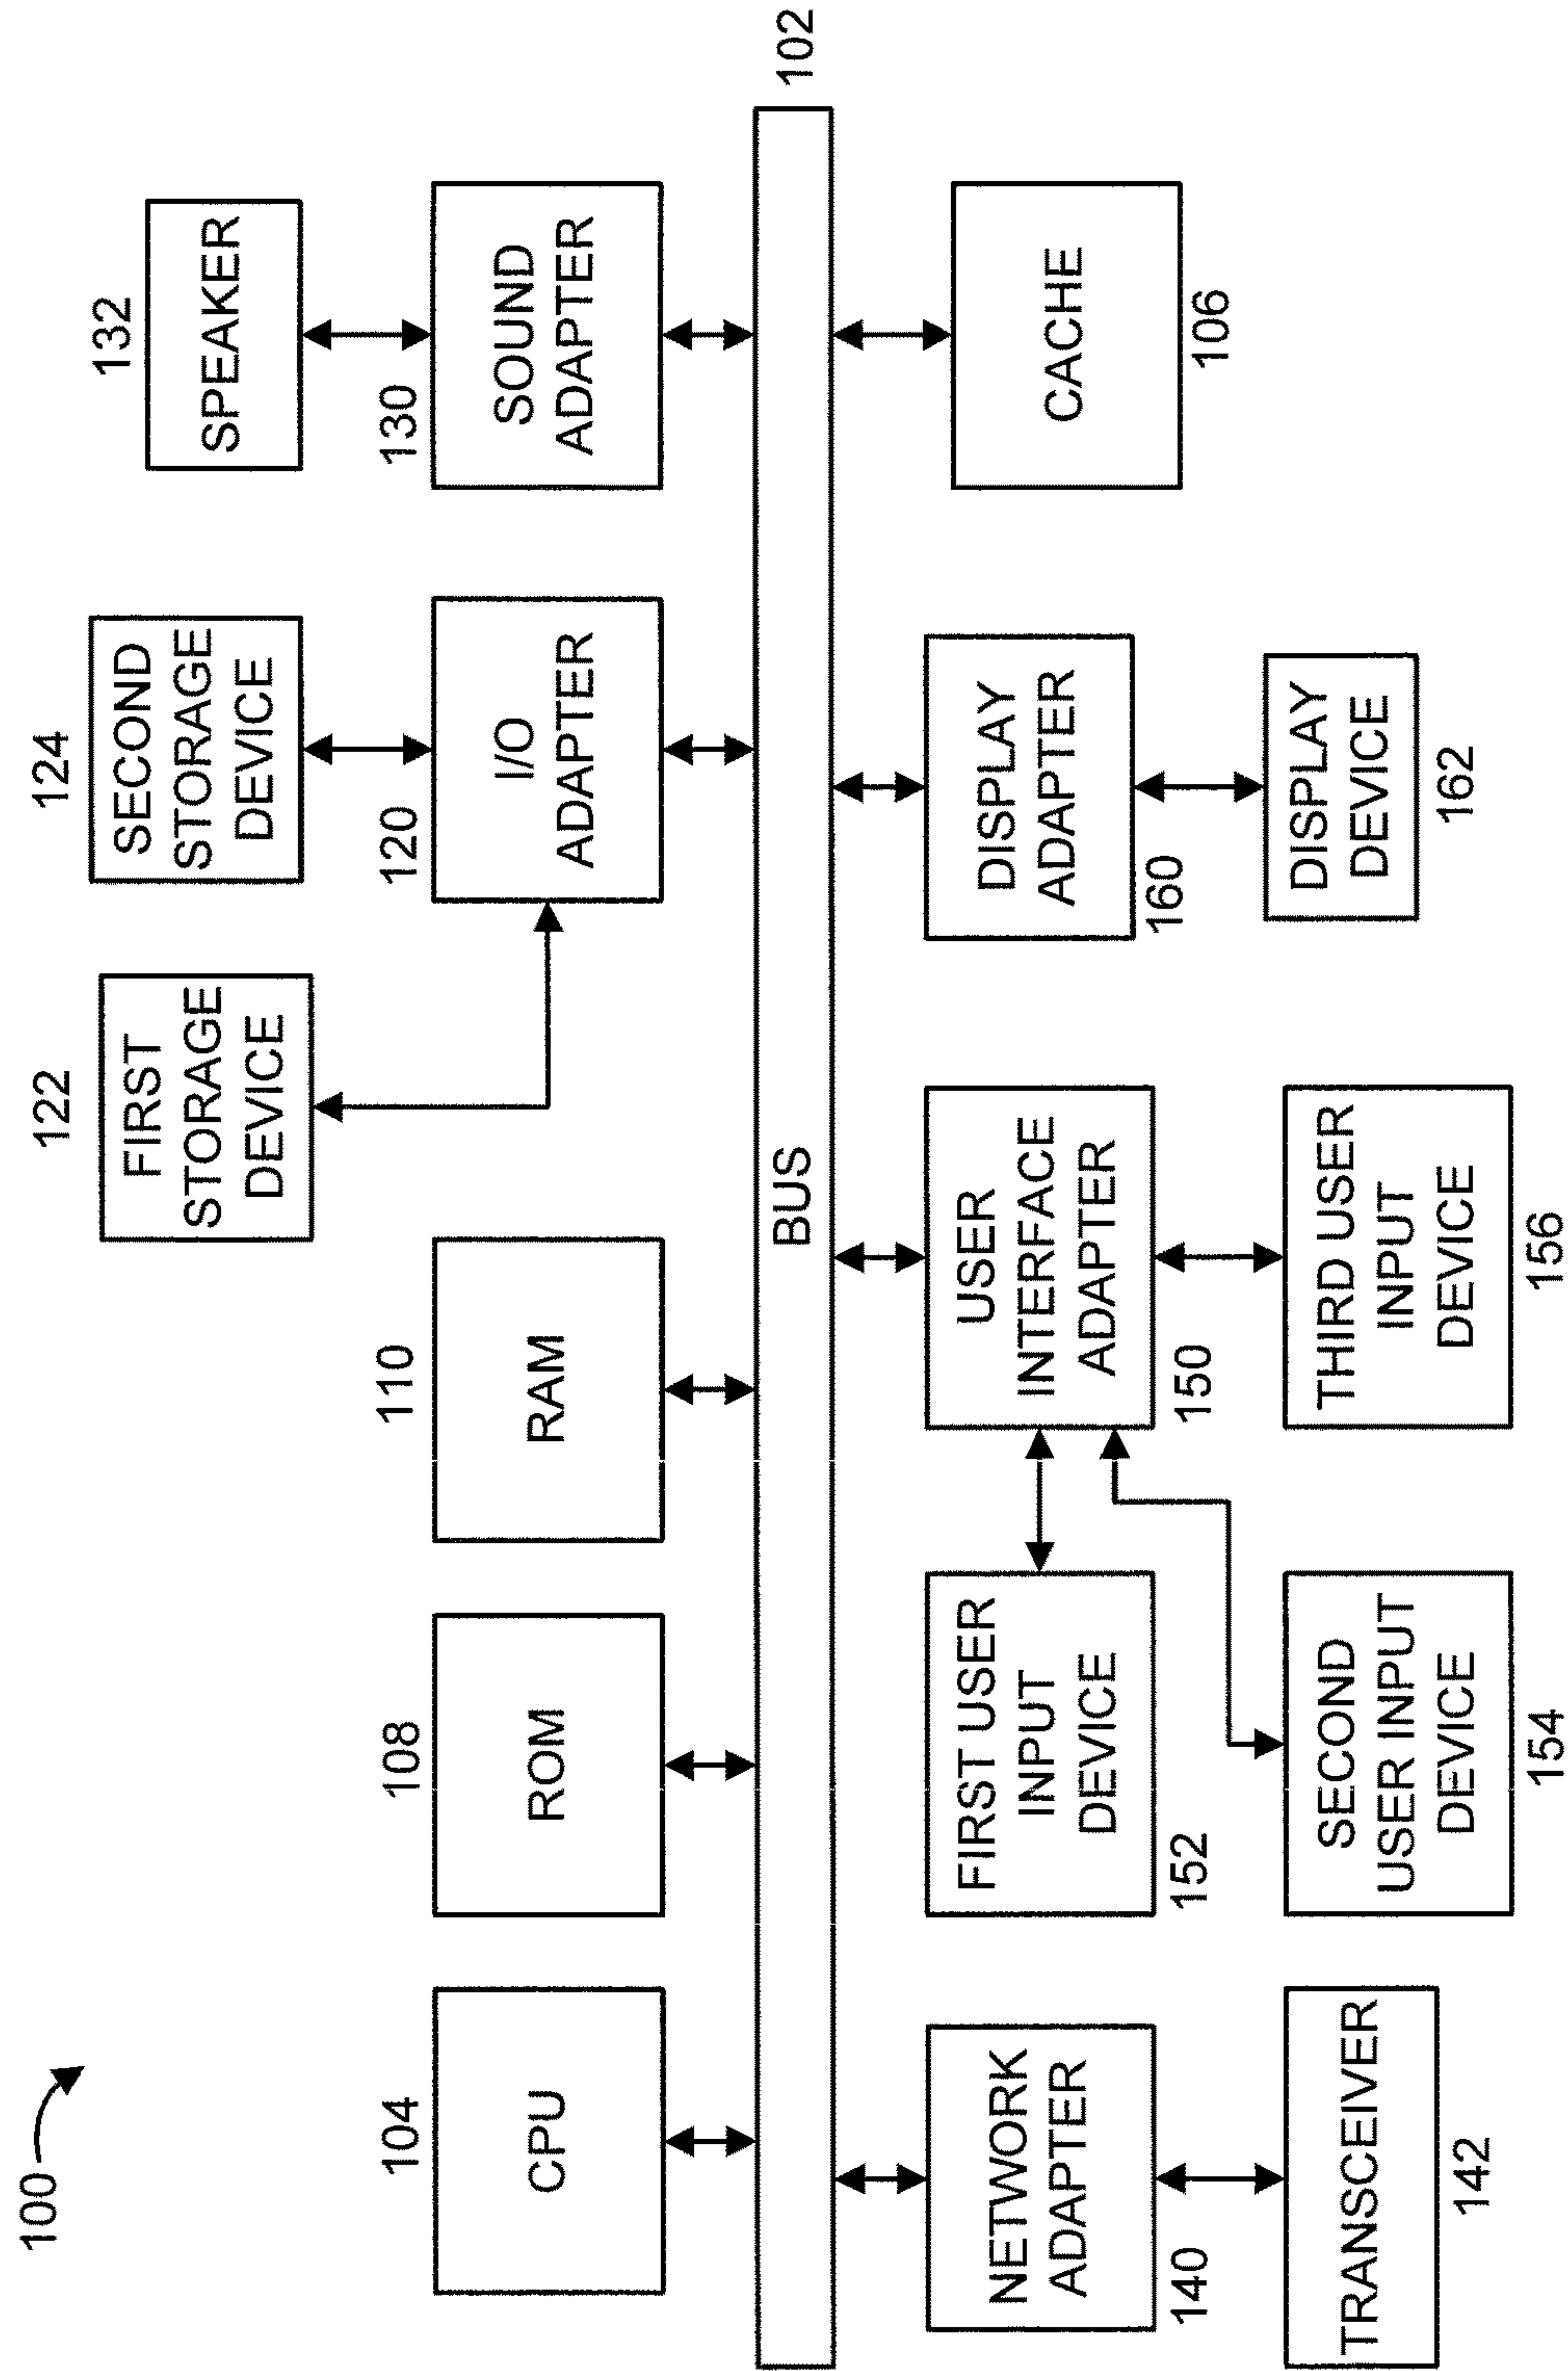 100
122
FIRST
STORAGE
DEVICE
124
SECOND
STORAGE
DEVICE
132
SPEAKER
104
CPU
108
ROM
110
RAM
120
I/O
ADAPTER
130
SOUND
ADAPTER
BUS
102
NETWORK
ADAPTER
140
FIRST USER
INPUT
DEVICE
152
USER
INTERFACE
ADAPTER
150
DISPLAY
ADAPTER
160
CACHE
106
TRANSCEIVER
142
SECOND
USER INPUT
DEVICE
154
THIRD USER
INPUT
DEVICE
156
DISPLAY
DEVICE
162